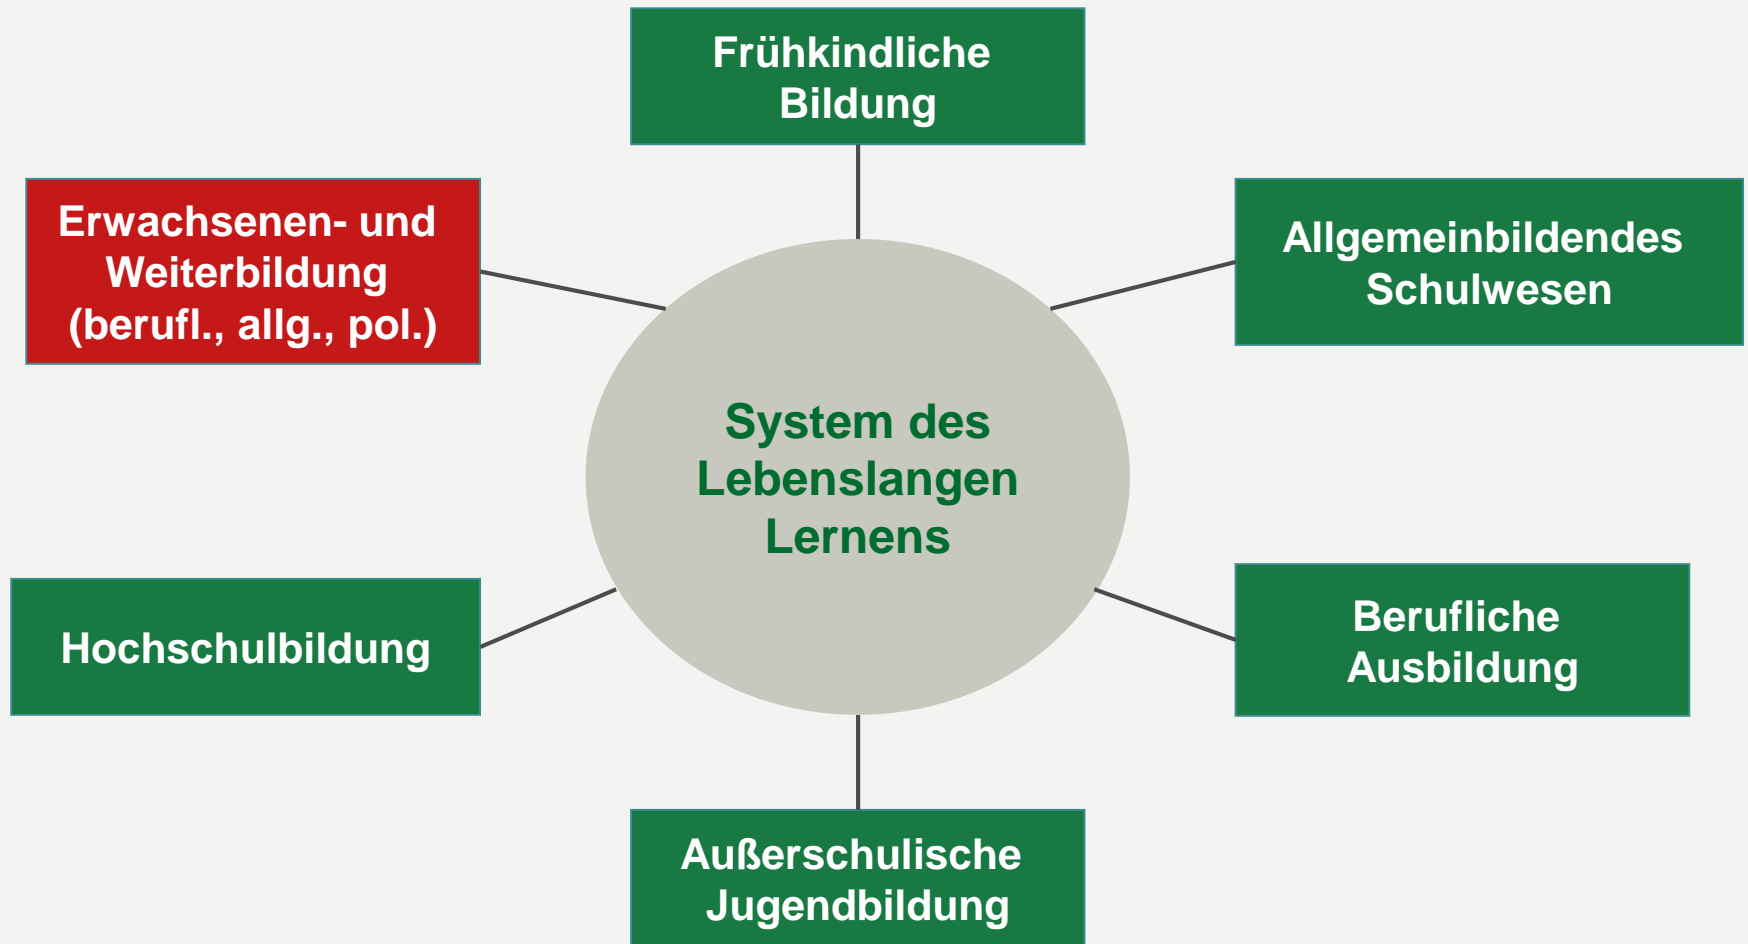 Frühkindliche
Bildung
Erwachsenen- und
Weiterbildung
(berufl., allg., pol.)
Allgemeinbildendes
Schulwesen
System des
Lebenslangen
Lernens
Hochschulbildung
Berufliche
Ausbildung
Außerschulische
Jugendbildung